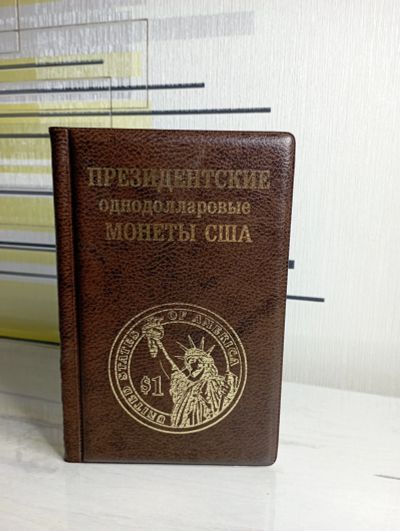 ПРЕЗИДЕНТСКИЕ
однодолларовые
МОНЕТЫ США
UNITED STATES OF AMERICA
$1